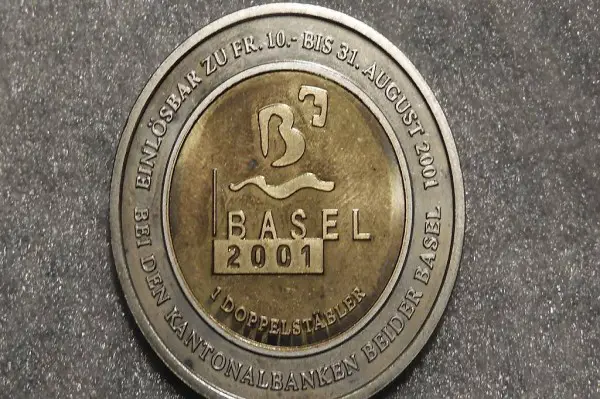 EINLÖSBAR ZU FR. 10.- BIS 31. AUGUST 2001
BEI DEN KANTONALBANKEN BEIDER BASEL
B³
BASEL
2001
1 DOPPELSTÄBLER